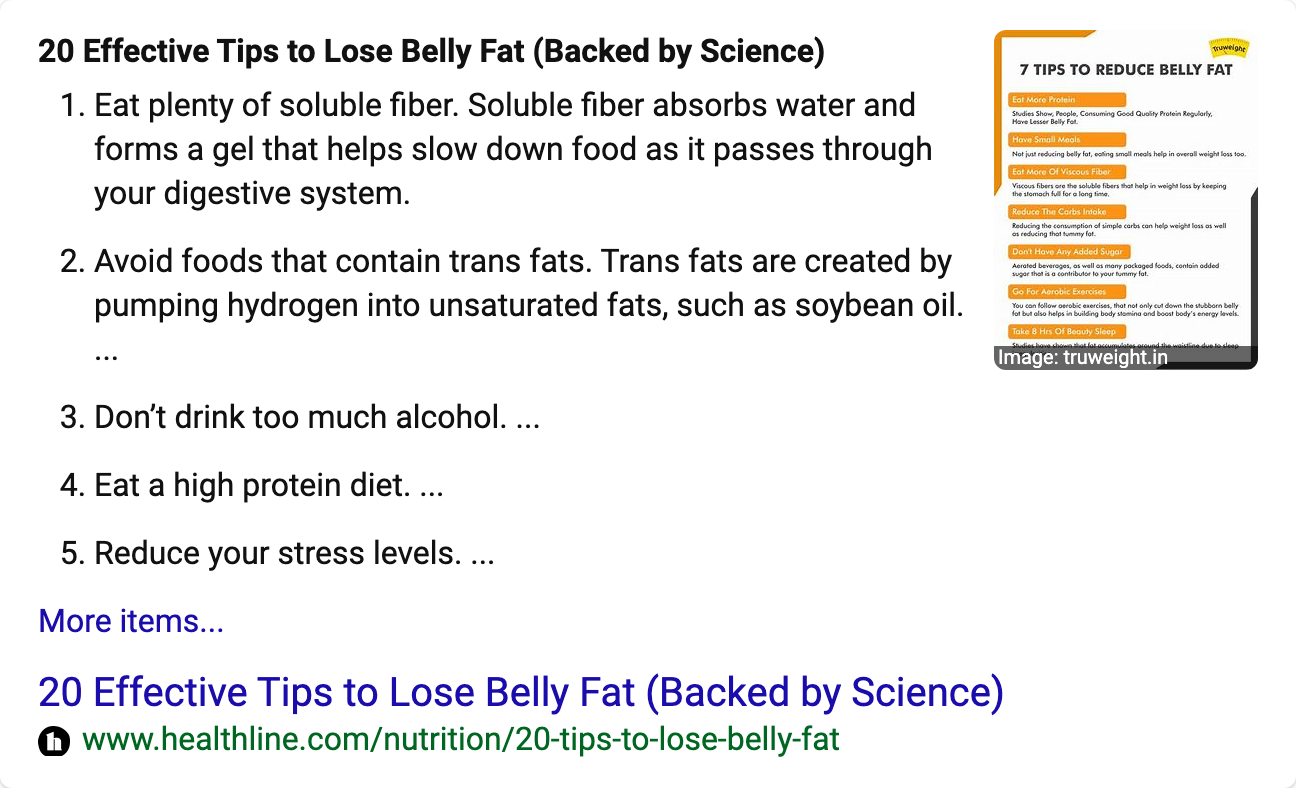 20 Effective Tips to Lose Belly Fat (Backed by Science)
1. Eat plenty of soluble fiber. Soluble fiber absorbs water and
forms a gel that helps slow down food as it passes through
your digestive system.
2. Avoid foods that contain trans fats. Trans fats are created by
pumping hydrogen into unsaturated fats, such as soybean oil.
...
3. Don’t drink too much alcohol. ...
4. Eat a high protein diet. ...
5. Reduce your stress levels. ...
More items...
20 Effective Tips to Lose Belly Fat (Backed by Science)
h www.healthline.com/nutrition/20-tips-to-lose-belly-fat
Truweight
7 TIPS TO REDUCE BELLY FAT
Eat More Protein
Studies Show, People, Consuming Good Quality Protein Regularly,
Have Lesser Belly Fat.
Have Small Meals
Not just reducing belly fat, eating small meals help in overall weight loss too.
Eat More Of Viscous Fiber
Viscous fibers are the soluble fibers that help in weight loss by keeping
the stomach full for a long time.
Reduce The Carbs Intake
Reducing the consumption of simple carbs can help weight loss as well
as reducing that tummy fat.
Don't Have Any Added Sugar
Aerated beverages, as well as many packaged foods, contain added
sugar that is a contributor to your tummy fat.
Go For Aerobic Exercises
You can follow aerobic exercises, that not only cut down the stubborn belly
fat but also helps in building body stamina and boost body's energy levels.
Take 8 Hrs Of Beauty Sleep
Studies have shown that fat accumulates around the waistline due to sleep
Image: truweight.in